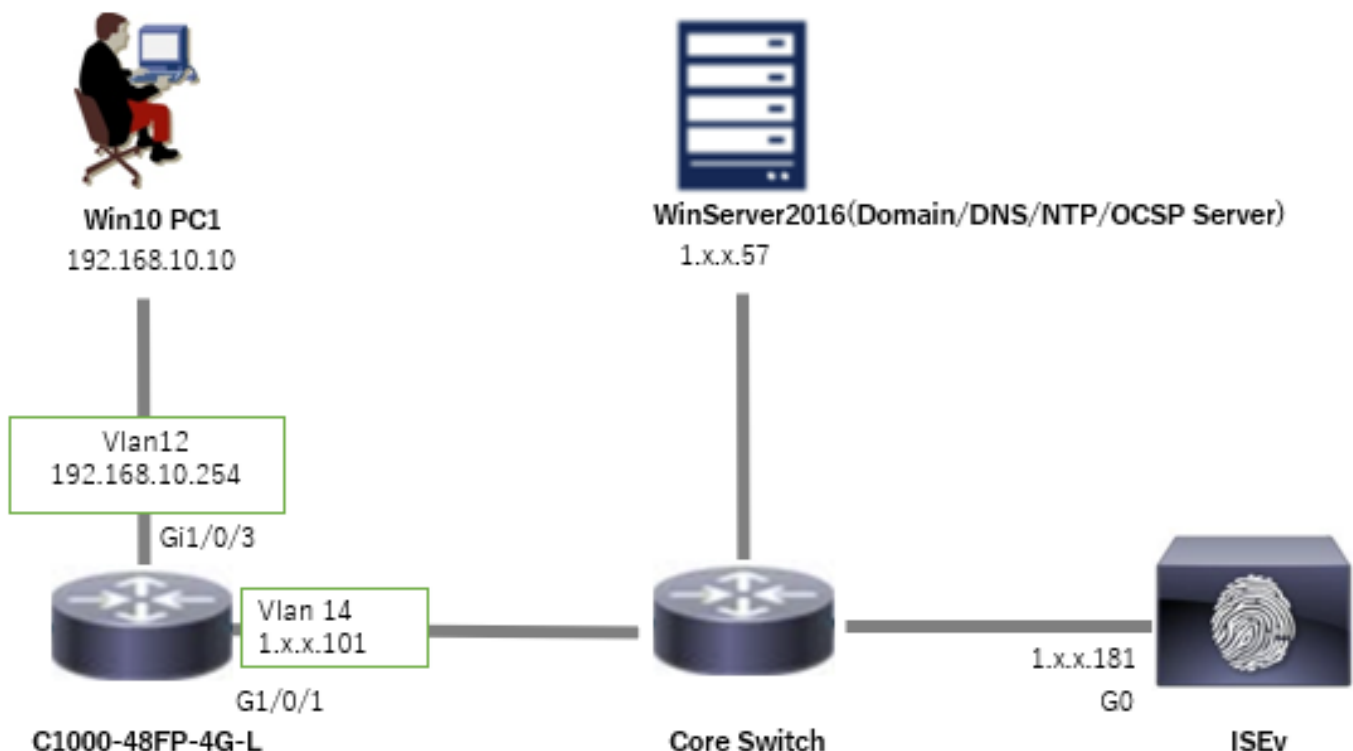 Win10 PC1
192.168.10.10
WinServer2016(Domain/DNS/NTP/OCSP Server)
1.x.x.57
Vlan12
192.168.10.254
Gi1/0/3
Vlan 14
1.x.x.101
G1/0/1
1.x.x.181
G0
C1000-48FP-4G-L
Core Switch
ISEv